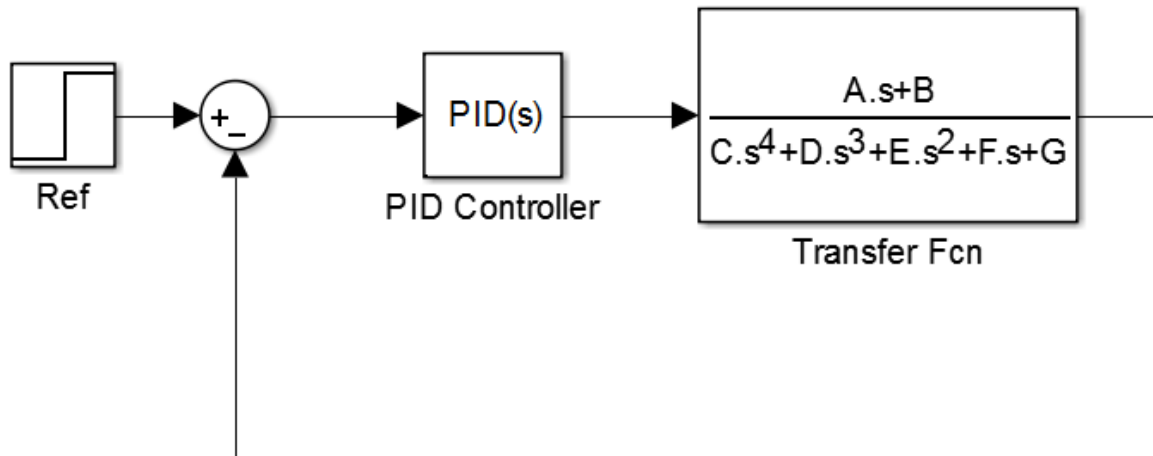 A.s+B
+
−
PID(s)
C.s⁴+D.s³+E.s²+F.s+G
Ref
PID Controller
Transfer Fcn